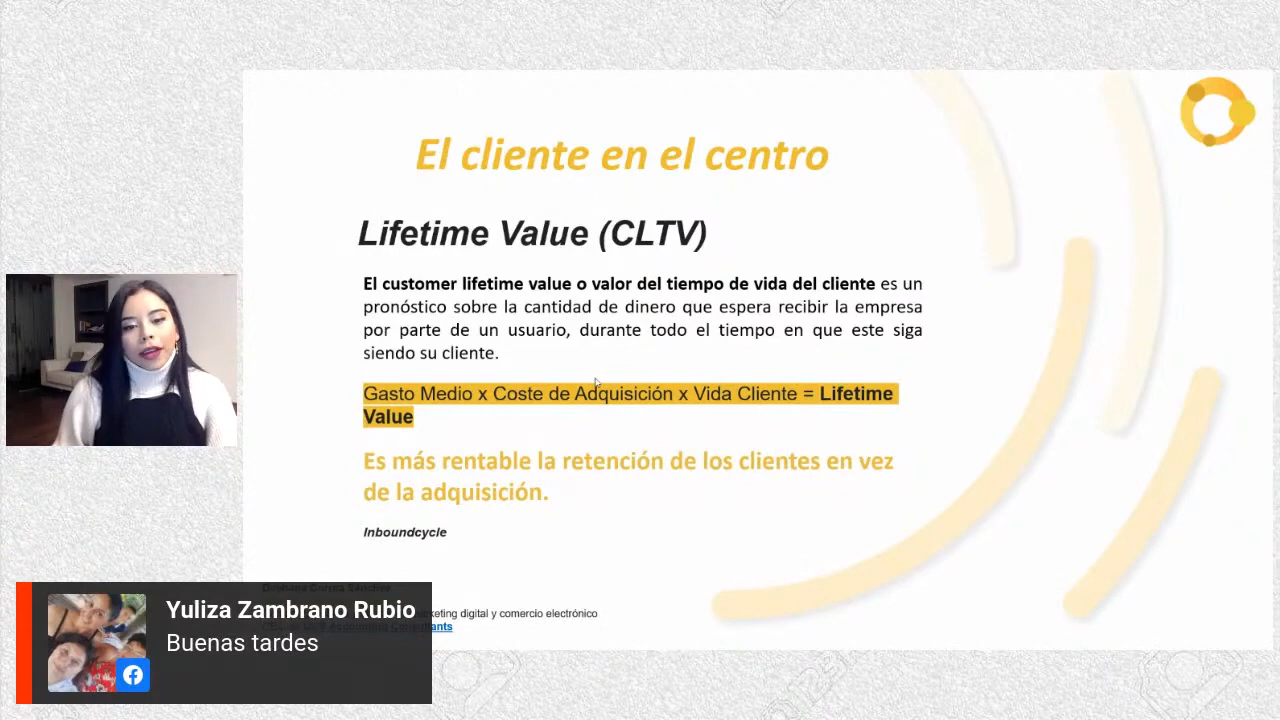 El cliente en el centro
Lifetime Value (CLTV)
El customer lifetime value o valor del tiempo de vida del cliente es un
pronóstico sobre la cantidad de dinero que espera recibir la empresa
por parte de un usuario, durante todo el tiempo en que este siga
siendo su cliente.
Gasto Medio x Coste de Adquisición x Vida Cliente = Lifetime
Value
Es más rentable la retención de los clientes en vez
de la adquisición.
Inboundcycle
digital y comercio electrónico
Yuliza Zambrano Rubio
Buenas tardes